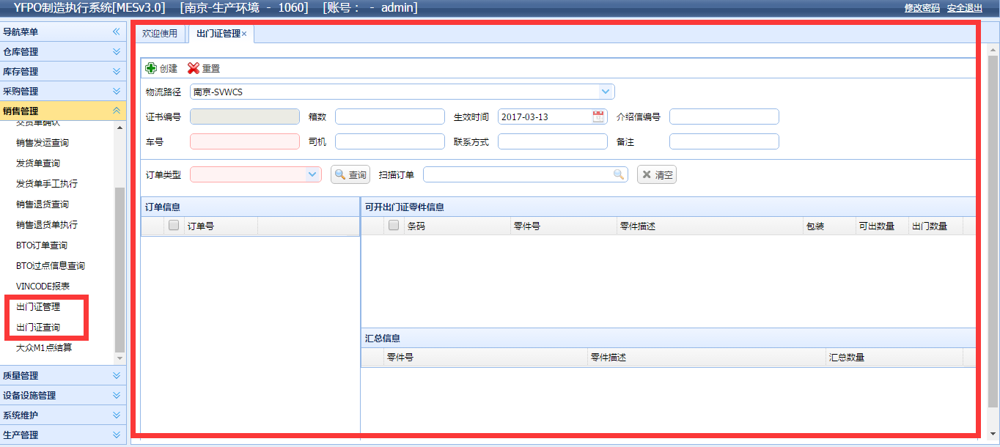 YFPO制造执行系统[MESv3.0] [南京-生产环境 - 1060] [账号： - admin]
修改密码 安全退出
导航菜单
仓库管理
库存管理
采购管理
销售管理
交货单确认
销售发运查询
发货单查询
发货单手工执行
销售退货查询
销售退货单执行
BTO订单查询
BTO过点信息查询
VINCODE报表
出门证管理
出门证查询
大众M1点结算
质量管理
设备设施管理
系统维护
生产管理
欢迎使用 出门证管理×
创建 重置
物流路径 南京-SVWCS
证书编号 箱数 生效时间 2017-03-13 介绍信编号
车号 司机 联系方式 备注
订单类型 查询 扫描订单 清空
订单信息
订单号
可开出门证零件信息
条码 零件号 零件描述 包装 可出数量 出门数量
汇总信息
零件号 零件描述 汇总数量